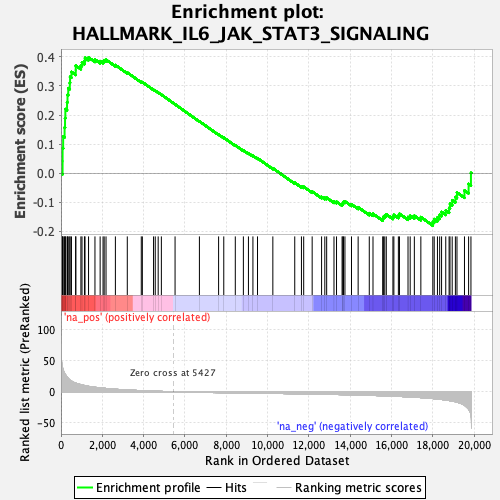 Enrichment plot:
HALLMARK_IL6_JAK_STAT3_SIGNALING
Enrichment score (ES)
0.4
0.3
0.2
0.1
0.0
-0.1
-0.2
'na_pos' (positively correlated)
Ranked list metric (PreRanked)
100
50
0
-50
Zero cross at 5427
'na_neg' (negatively correlated)
0
2,000
4,000
6,000
8,000
10,000
12,000
14,000
16,000
18,000
20,000
Rank in Ordered Dataset
Enrichment profile
Hits
Ranking metric scores